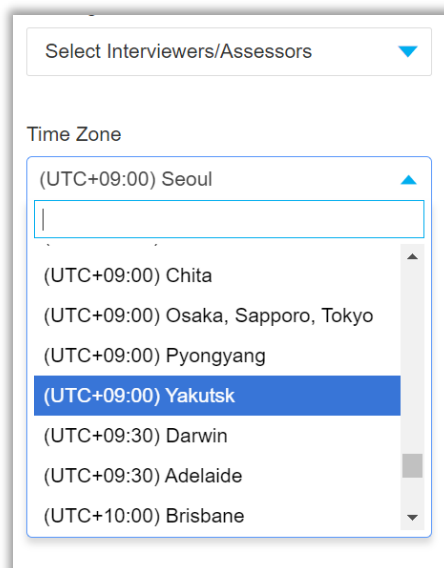 Select Interviewers/Assessors
Time Zone
(UTC+09:00) Seoul
(UTC+09:00) Chita
(UTC+09:00) Osaka, Sapporo, Tokyo
(UTC+09:00) Pyongyang
(UTC+09:00) Yakutsk
(UTC+09:30) Darwin
(UTC+09:30) Adelaide
(UTC+10:00) Brisbane